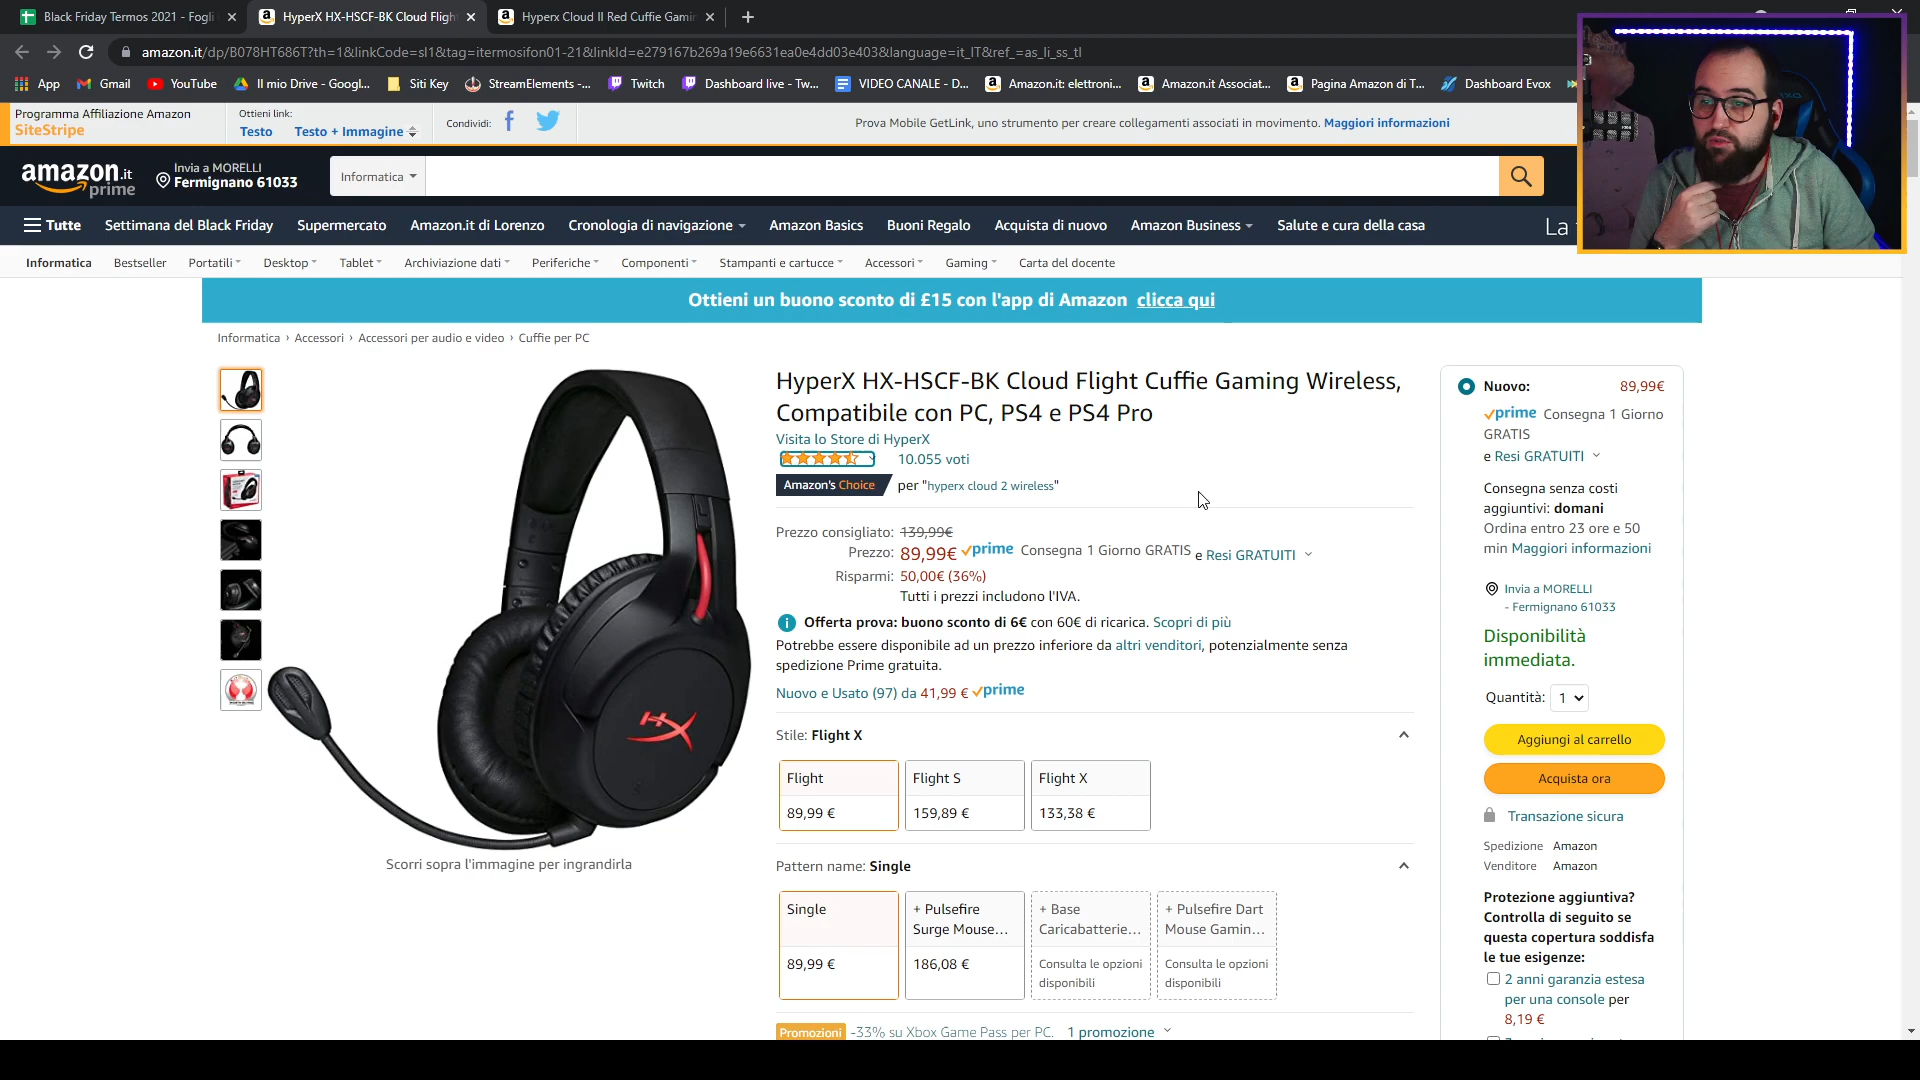 Black Friday Termos 2021 - Fogli
HyperX HX-HSCF-BK Cloud Flight
Hyperx Cloud II Red Cuffie Gamin
amazon.it/dp/B078HT686T?th=1&linkCode=sl1&tag=itermosifon01-21&linkId=e279167b269a19e6631ea0e4dd03e403&language=it_IT&ref_=as_li_ss_tl
App Gmail YouTube Il mio Drive - Googl... Siti Key StreamElements -... Twitch Dashboard live - Tw... VIDEO CANALE - D... Amazon.it: elettroni... Amazon.it Associat... Pagina Amazon di T... Dashboard Evox
Programma Affiliazione Amazon
SiteStripe
Ottieni link:
Testo Testo + Immagine
Condividi:
Prova Mobile GetLink, uno strumento per creare collegamenti associati in movimento. Maggiori informazioni
amazon.it
prime
Invia a MORELLI
Fermignano 61033
Informatica
Tutte Settimana del Black Friday Supermercato Amazon.it di Lorenzo Cronologia di navigazione Amazon Basics Buoni Regalo Acquista di nuovo Amazon Business Salute e cura della casa La
Informatica Bestseller Portatili Desktop Tablet Archiviazione dati Periferiche Componenti Stampanti e cartucce Accessori Gaming Carta del docente
Ottieni un buono sconto di £15 con l'app di Amazon clicca qui
Informatica › Accessori › Accessori per audio e video › Cuffie per PC
HX
Scorri sopra l'immagine per ingrandirla
HyperX HX-HSCF-BK Cloud Flight Cuffie Gaming Wireless,
Compatibile con PC, PS4 e PS4 Pro
Visita lo Store di HyperX
10.055 voti
Amazon's Choice per "hyperx cloud 2 wireless"
Prezzo consigliato: 139,99€
Prezzo: 89,99€ prime Consegna 1 Giorno GRATIS e Resi GRATUITI
Risparmi: 50,00€ (36%)
Tutti i prezzi includono l'IVA.
Offerta prova: buono sconto di 6€ con 60€ di ricarica. Scopri di più
Potrebbe essere disponibile ad un prezzo inferiore da altri venditori, potenzialmente senza
spedizione Prime gratuita.
Nuovo e Usato (97) da 41,99 € prime
Stile: Flight X
Flight Flight S Flight X
89,99 € 159,89 € 133,38 €
Pattern name: Single
Single + Pulsefire + Base + Pulsefire Dart
Surge Mouse... Caricabatterie... Mouse Gamin...
89,99 € 186,08 € Consulta le opzioni Consulta le opzioni
disponibili disponibili
Promozioni -33% su Xbox Game Pass per PC. 1 promozione
Nuovo: 89,99€
prime Consegna 1 Giorno
GRATIS
e Resi GRATUITI
Consegna senza costi
aggiuntivi: domani
Ordina entro 23 ore e 50
min Maggiori informazioni
Invia a MORELLI
- Fermignano 61033
Disponibilità
immediata.
Quantità: 1
Aggiungi al carrello
Acquista ora
Transazione sicura
Spedizione Amazon
Venditore Amazon
Protezione aggiuntiva?
Controlla di seguito se
questa copertura soddisfa
le tue esigenze:
2 anni garanzia estesa
per una console per
8,19 €